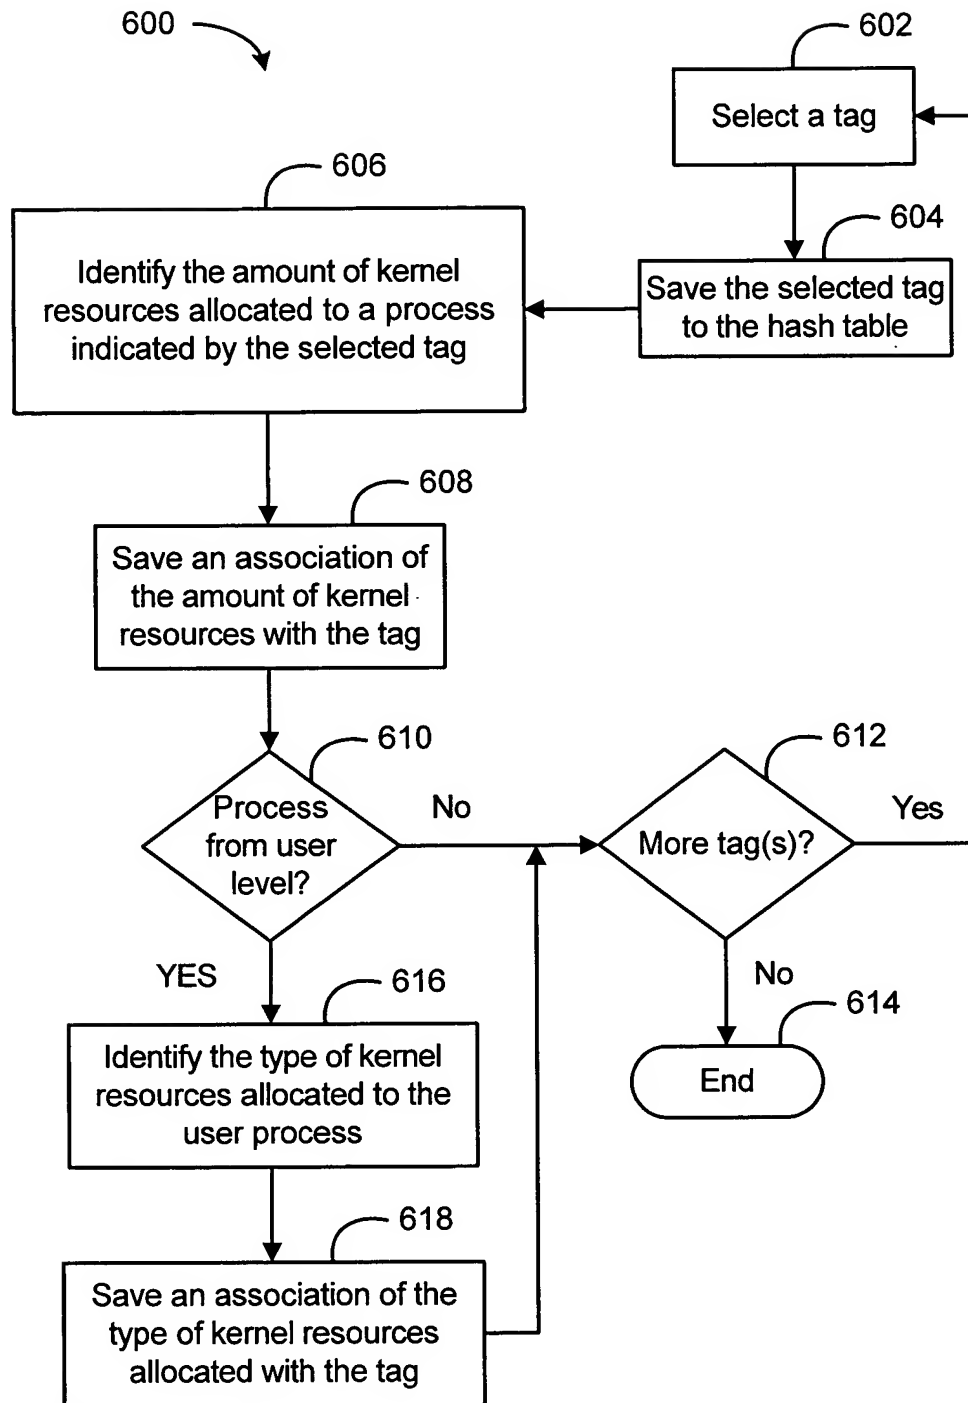 600
602
Select a tag
604
Save the selected tag
to the hash table
606
Identify the amount of kernel
resources allocated to a process
indicated by the selected tag
608
Save an association of
the amount of kernel
resources with the tag
610
Process
from user
level?
No
612
More tag(s)?
Yes
No
614
End
YES
616
Identify the type of kernel
resources allocated to the
user process
618
Save an association of the
type of kernel resources
allocated with the tag